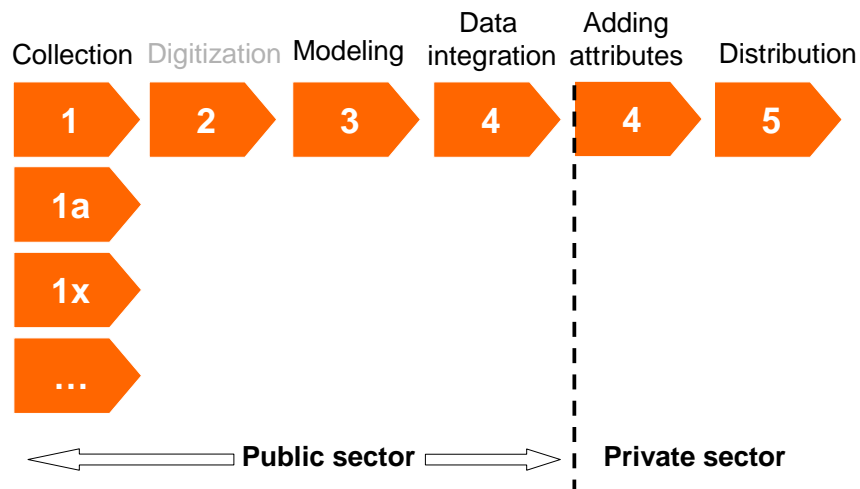 Collection Digitization Modeling Data integration Adding attributes Distribution
1 2 3 4 4 5
1a
1x
...
Public sector Private sector